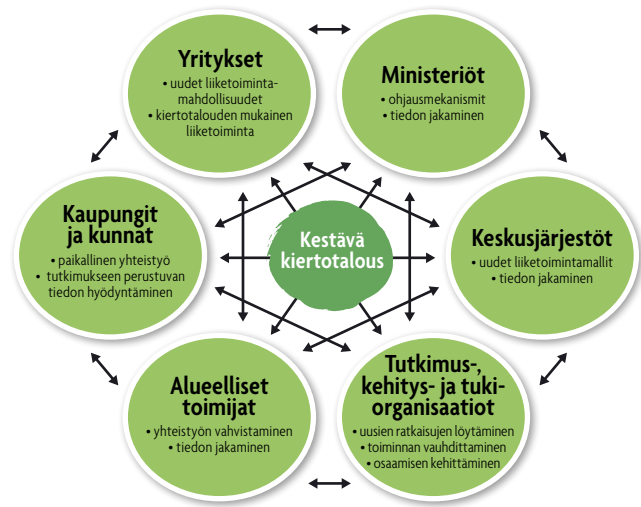 Yritykset
• uudet liiketoiminta-
mahdollisuudet
• kiertotalouden mukainen
liiketoiminta
Ministeriöt
• ohjausmekanismit
• tiedon jakaminen
Kaupungit
ja kunnat
• paikallinen yhteistyö
• tutkimukseen perustuvan
tiedon hyödyntäminen
Kestävä
kiertotalous
Keskusjärjestöt
• uudet liiketoimintamallit
• tiedon jakaminen
Alueelliset
toimijat
• yhteistyön vahvistaminen
• tiedon jakaminen
Tutkimus-,
kehitys- ja tuki-
organisaatiot
• uusien ratkaisujen löytäminen
• toiminnan vauhdittaminen
• osaamisen kehittäminen